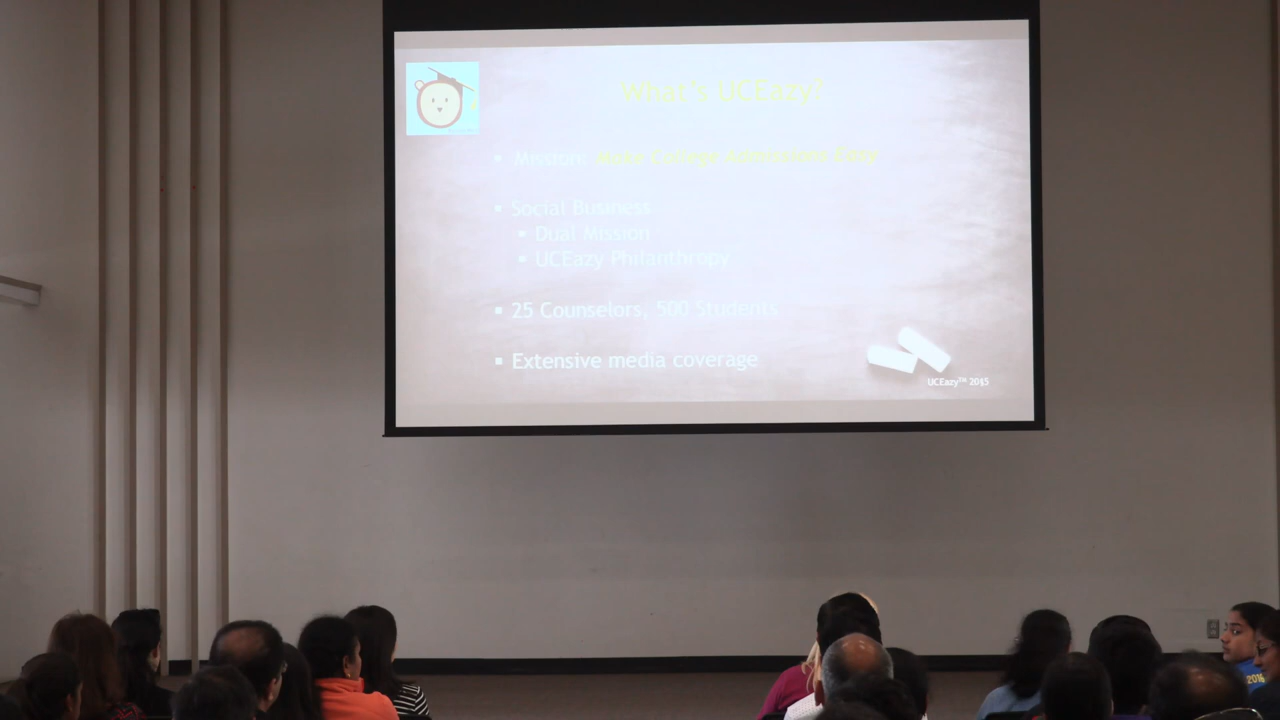 What's UCEazy?
Mission: Make College Admissions Easy
Social Business
Dual Mission
UCEazy Philanthropy
25 Counselors, 500 Students
Extensive media coverage
UCEazy™ 2015
2016